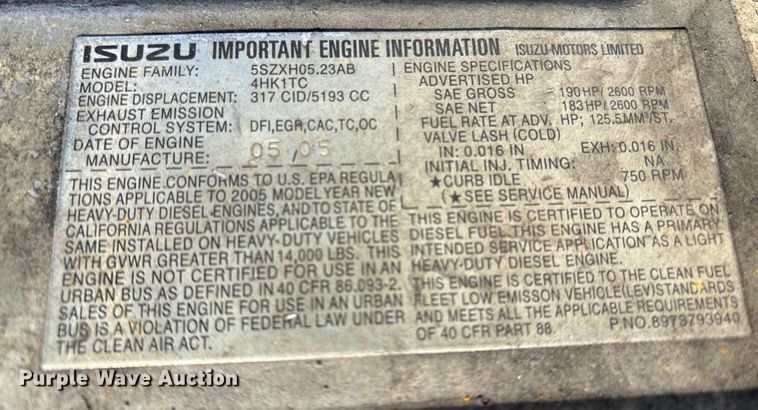 ISUZU IMPORTANT ENGINE INFORMATION ISUZU MOTORS LIMITED
ENGINE FAMILY: 5SZXH05.23AB
MODEL: 4HK1TC
ENGINE DISPLACEMENT: 317 CID/5193 CC
EXHAUST EMISSION
CONTROL SYSTEM: DFI,EGR,CAC,TC,OC
DATE OF ENGINE
MANUFACTURE: 05 05
THIS ENGINE CONFORMS TO U.S. EPA REGULA
TIONS APPLICABLE TO 2005 MODEL YEAR NEW
HEAVY-DUTY DIESEL ENGINES, AND TO STATE OF
CALIFORNIA REGULATIONS APPLICABLE TO THE
SAME INSTALLED ON HEAVY-DUTY VEHICLES
WITH GVWR GREATER THAN 14,000 LBS. THIS
ENGINE IS NOT CERTIFIED FOR USE IN AN
URBAN BUS AS DEFINED IN 40 CFR 86.093-2.
SALES OF THIS ENGINE FOR USE IN AN URBAN
BUS IS A VIOLATION OF FEDERAL LAW UNDER
THE CLEAN AIR ACT.
ENGINE SPECIFICATIONS
ADVERTISED HP
SAE GROSS 190 HP / 2600 RPM
SAE NET 183 HP / 2600 RPM
FUEL RATE AT ADV. HP; 125.5 MM³/ST.
VALVE LASH (COLD)
IN: 0.016 IN. EXH: 0.016 IN.
INITIAL INJ. TIMING: NA
★CURB IDLE 750 RPM
(★SEE SERVICE MANUAL)
THIS ENGINE IS CERTIFIED TO OPERATE ON
DIESEL FUEL. THIS ENGINE HAS A PRIMARY
INTENDED SERVICE APPLICATION AS A LIGHT
HEAVY-DUTY DIESEL ENGINE.
THIS ENGINE IS CERTIFIED TO THE CLEAN FUEL
FLEET LOW EMISSON VEHICLE(LEV)STANDARDS
AND MEETS ALL THE APPLICABLE REQUIREMENTS
OF 40 CFR PART 88. P.NO.8973793940
Purple Wave Auction